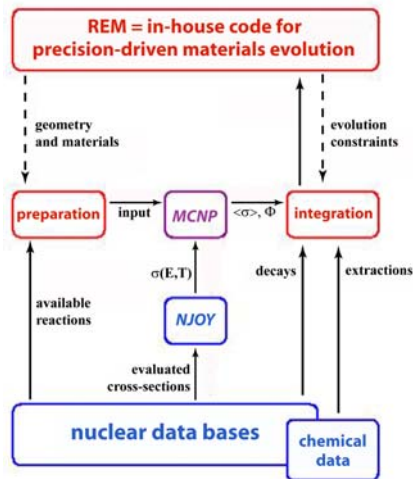 REM = in-house code for
precision-driven materials evolution
geometry
and materials
evolution
constraints
preparation
input
MCNP
<σ>, Φ
integration
σ(E,T)
decays
extractions
available
reactions
NJOY
evaluated
cross-sections
nuclear data bases
chemical
data